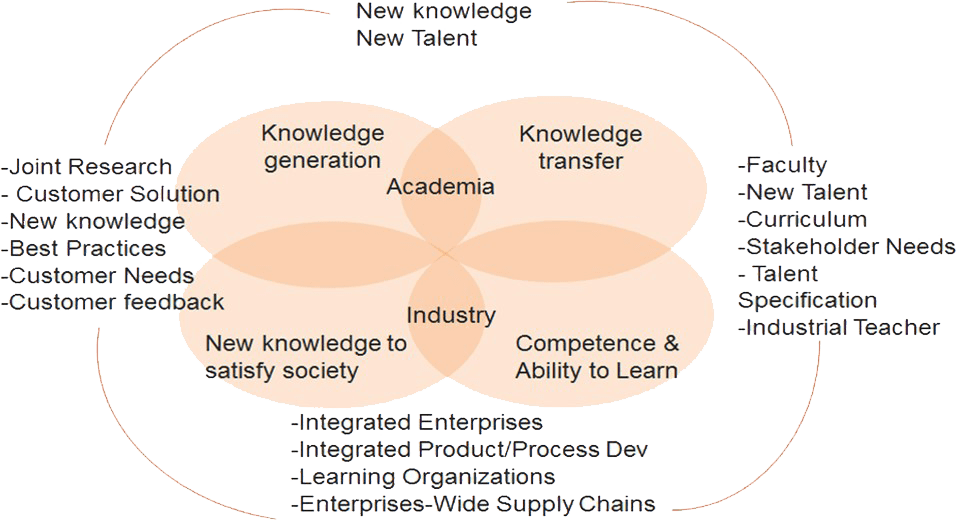 New knowledge
New Talent
Knowledge
generation
Knowledge
transfer
Academia
-Joint Research
- Customer Solution
-New knowledge
-Best Practices
-Customer Needs
-Customer feedback
-Faculty
-New Talent
-Curriculum
-Stakeholder Needs
- Talent
Specification
-Industrial Teacher
Industry
New knowledge to
satisfy society
Competence &
Ability to Learn
-Integrated Enterprises
-Integrated Product/Process Dev
-Learning Organizations
-Enterprises-Wide Supply Chains